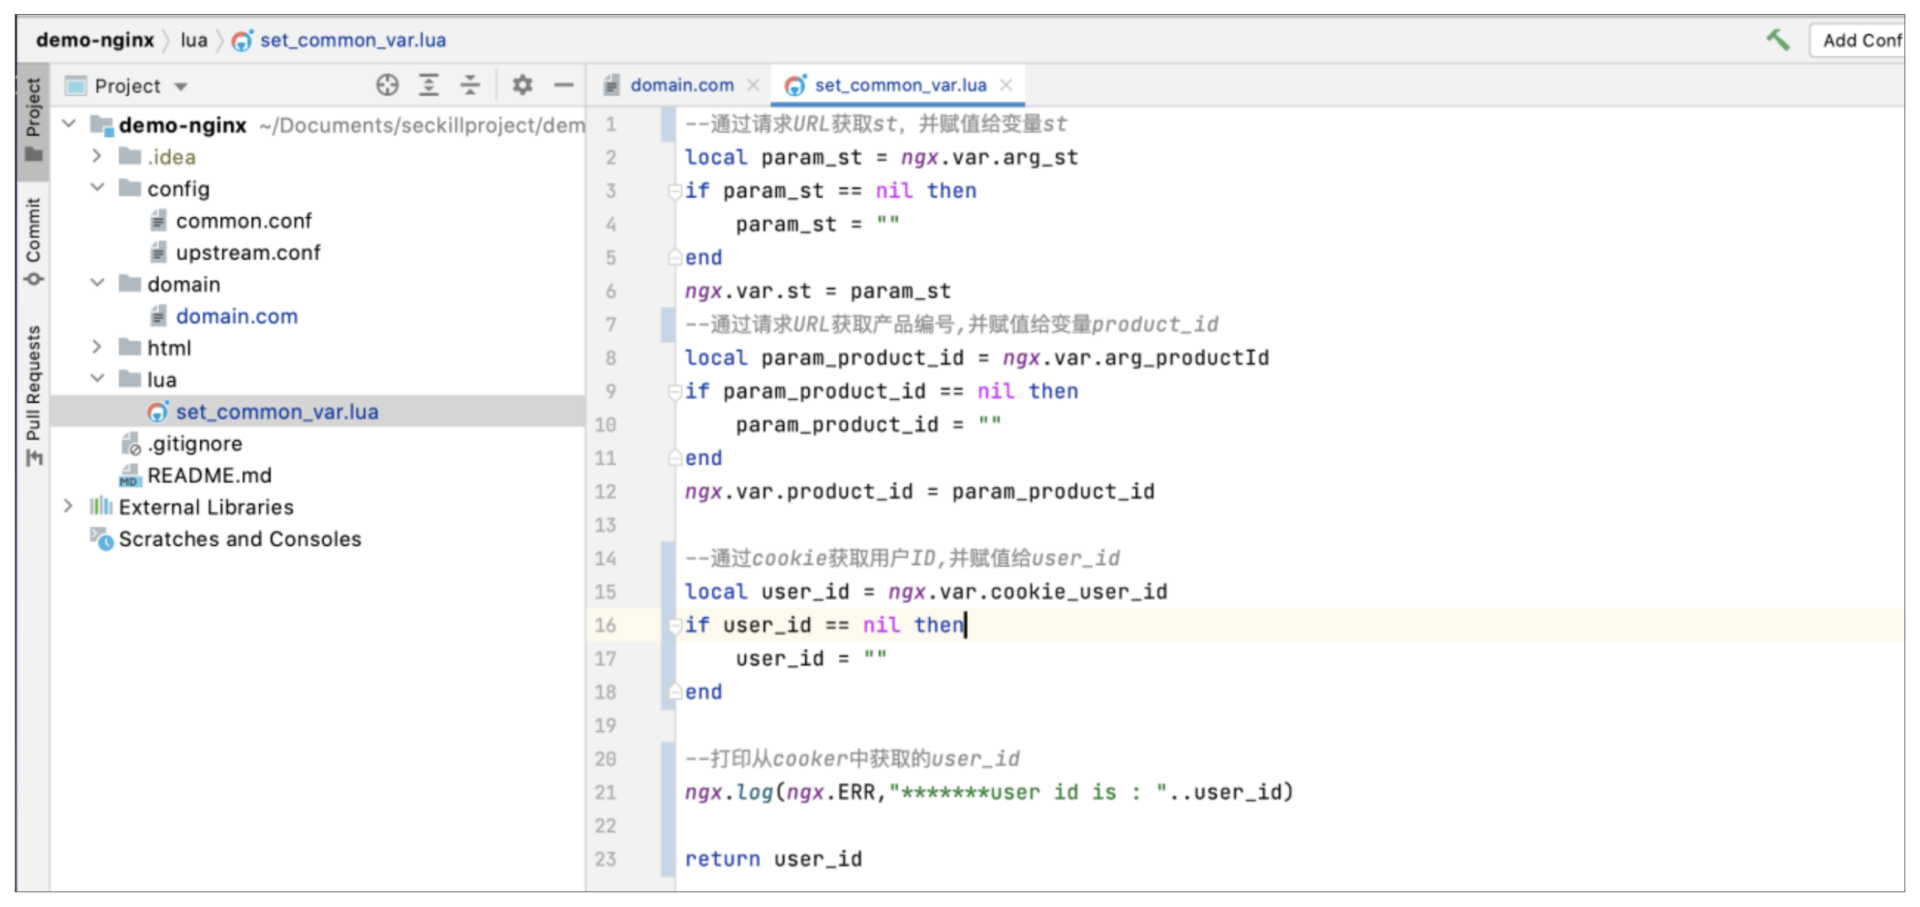 demo-nginx lua set_common_var.lua
Add Conf
Project
domain.com
set_common_var.lua
Project
Commit
Pull Requests
demo-nginx ~/Documents/seckillproject/dem
.idea
config
common.conf
upstream.conf
domain
domain.com
html
lua
set_common_var.lua
.gitignore
README.md
External Libraries
Scratches and Consoles
1 --通过请求URL获取st，并赋值给变量st
2 local param_st = ngx.var.arg_st
3 if param_st == nil then
4     param_st = ""
5 end
6 ngx.var.st = param_st
7 --通过请求URL获取产品编号,并赋值给变量product_id
8 local param_product_id = ngx.var.arg_productId
9 if param_product_id == nil then
10     param_product_id = ""
11 end
12 ngx.var.product_id = param_product_id
13
14 --通过cookie获取用户ID,并赋值给user_id
15 local user_id = ngx.var.cookie_user_id
16 if user_id == nil then
17     user_id = ""
18 end
19
20 --打印从cooker中获取的user_id
21 ngx.log(ngx.ERR,"*******user id is : "..user_id)
22
23 return user_id